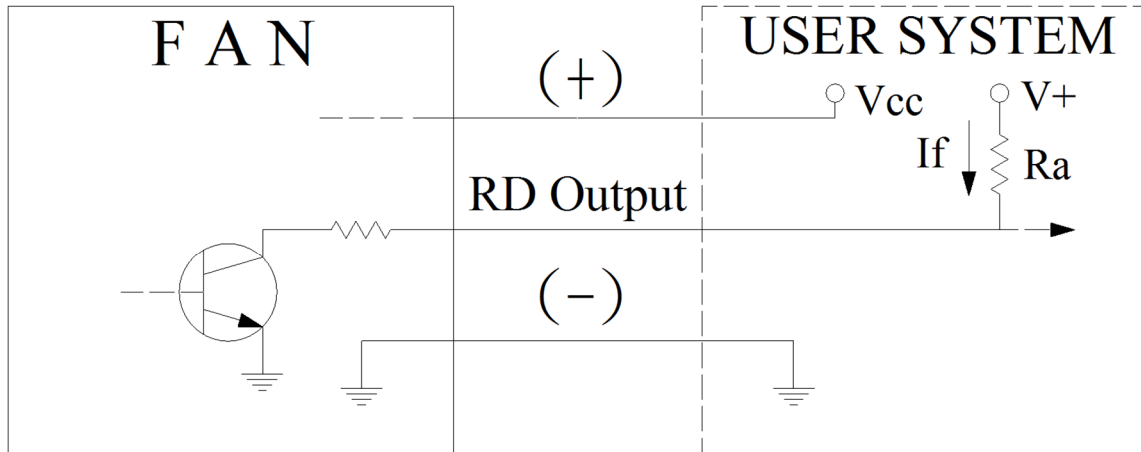 F A N
USER SYSTEM
(+)
Vcc
V+
If
Ra
RD Output
(-)